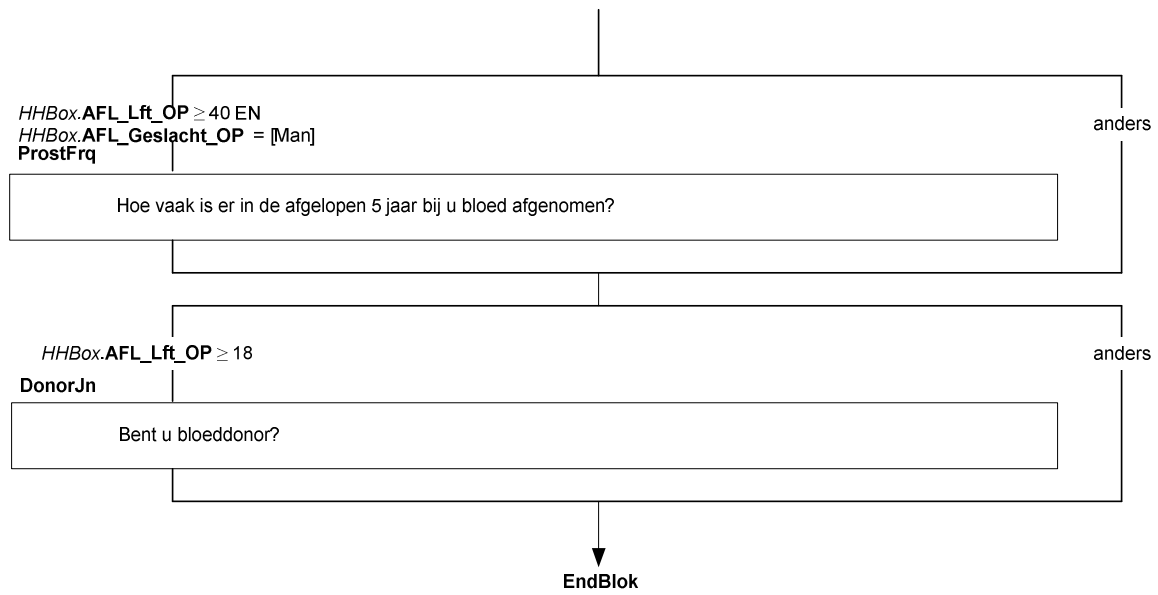 HHBox.AFL_Lft_OP ≥ 40 EN
anders
HHBox.AFL_Geslacht_OP = [Man]
ProstFrq
Hoe vaak is er in de afgelopen 5 jaar bij u bloed afgenomen?
HHBox.AFL_Lft_OP ≥ 18
anders
DonorJn
Bent u bloeddonor?
EndBlok